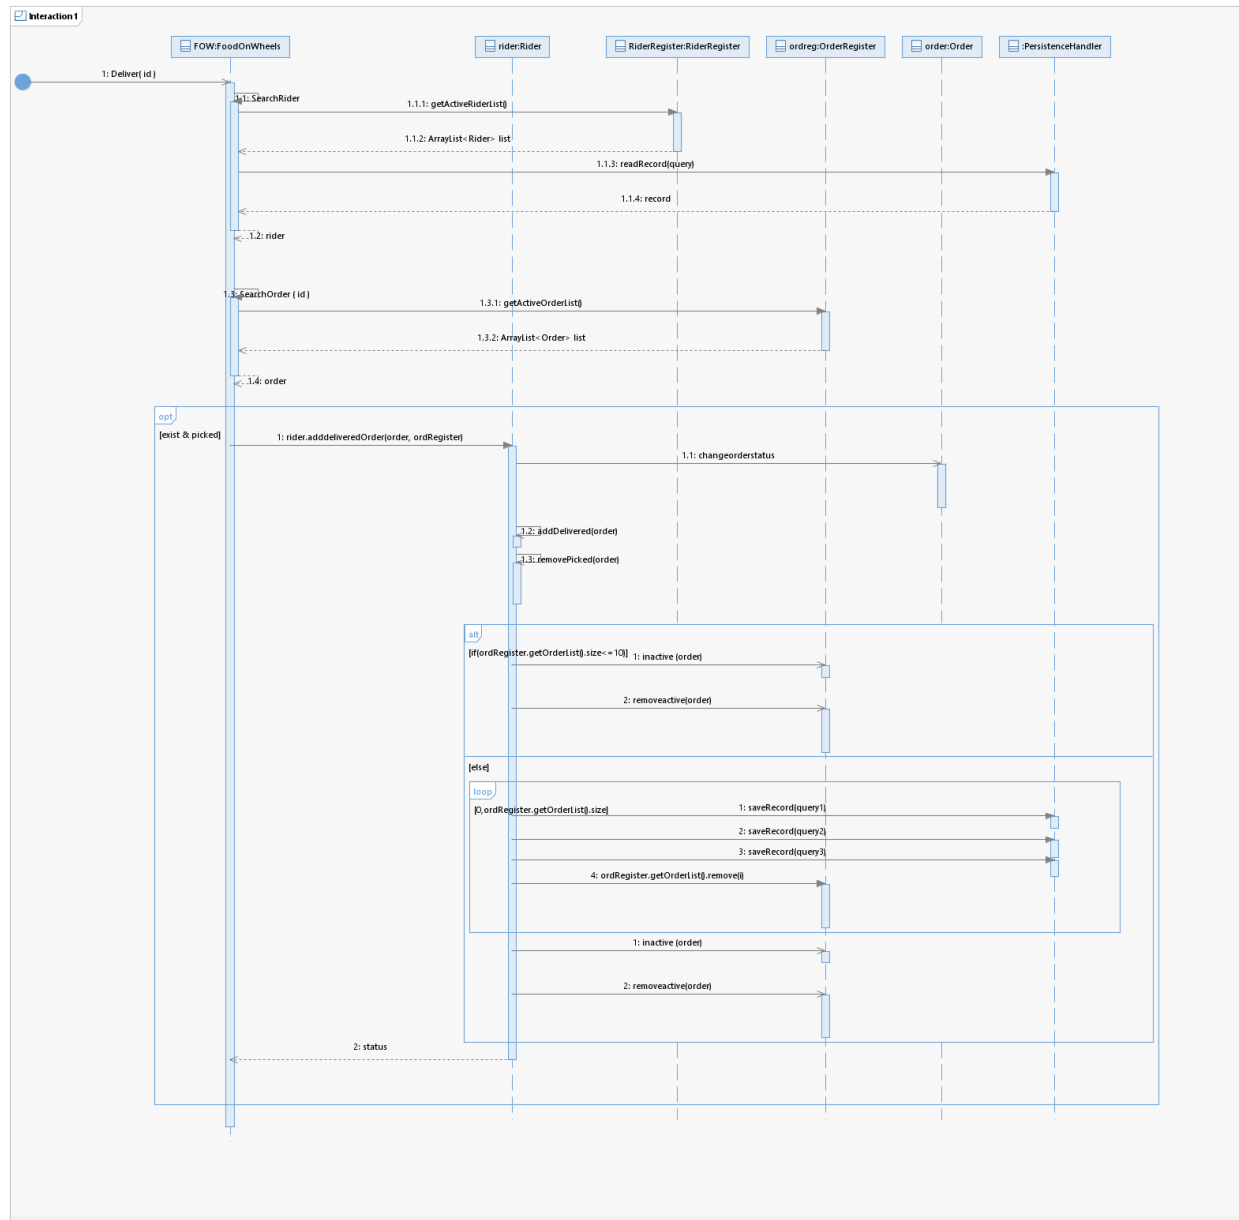 Interaction1
FOW:FoodOnWheels
rider:Rider
RiderRegister:RiderRegister
ordreg:OrderRegister
order:Order
:PersistenceHandler
1: Deliver( id )
1.1: SearchRider
1.1.1: getActiveRiderList()
1.1.2: ArrayList<Rider> list
1.1.3: readRecord(query)
1.1.4: record
1.2: rider
1.3: SearchOrder ( id )
1.3.1: getActiveOrderList()
1.3.2: ArrayList<Order> list
1.4: order
opt
[exist & picked]
1: rider.adddeliveredOrder(order, ordRegister)
1.1: changeorderstatus
1.2: addDelivered(order)
1.3: removePicked(order)
alt
[if(ordRegister.getOrderList().size<=10)]
1: inactive (order)
2: removeactive(order)
[else]
loop
[0,ordRegister.getOrderList().size]
1: saveRecord(query1)
2: saveRecord(query2)
3: saveRecord(query3)
4: ordRegister.getOrderList().remove(i)
1: inactive (order)
2: removeactive(order)
2: status